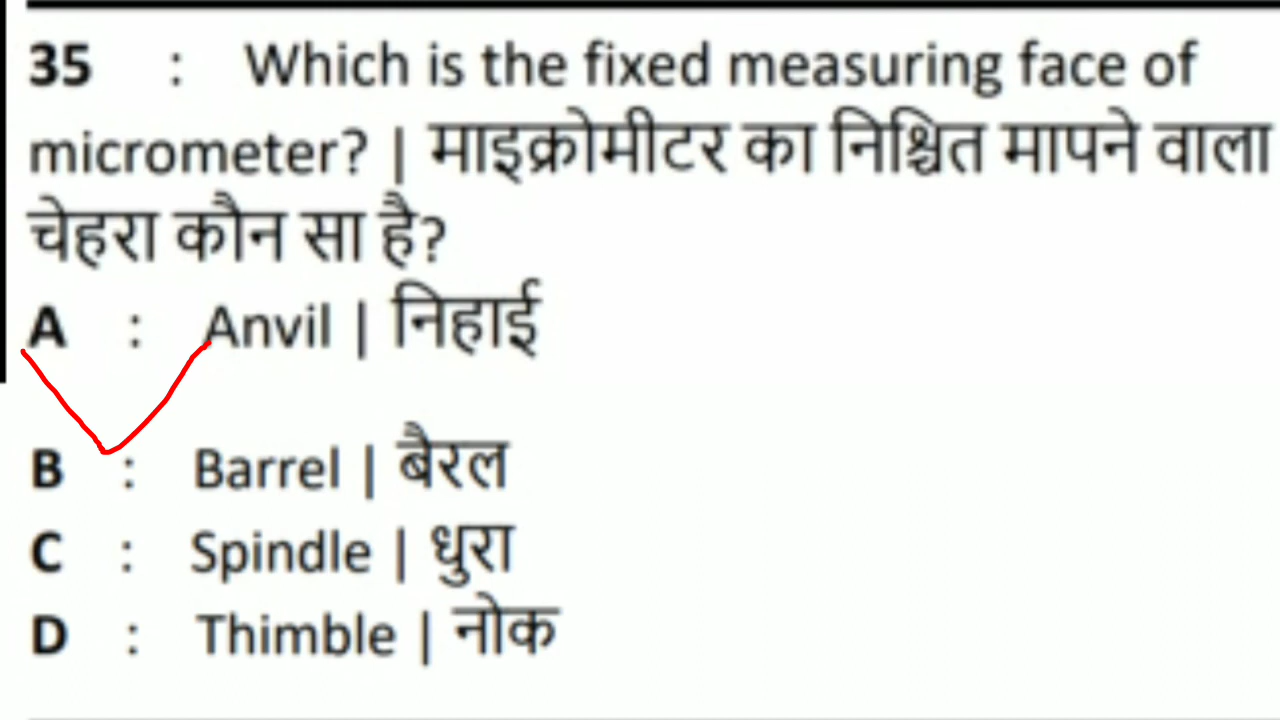 35 : Which is the fixed measuring face of
micrometer? | माइक्रोमीटर का निश्चित मापने वाला
चेहरा कौन सा है?
A : Anvil | निहाई
B : Barrel | बैरल
C : Spindle | धुरा
D : Thimble | नोक